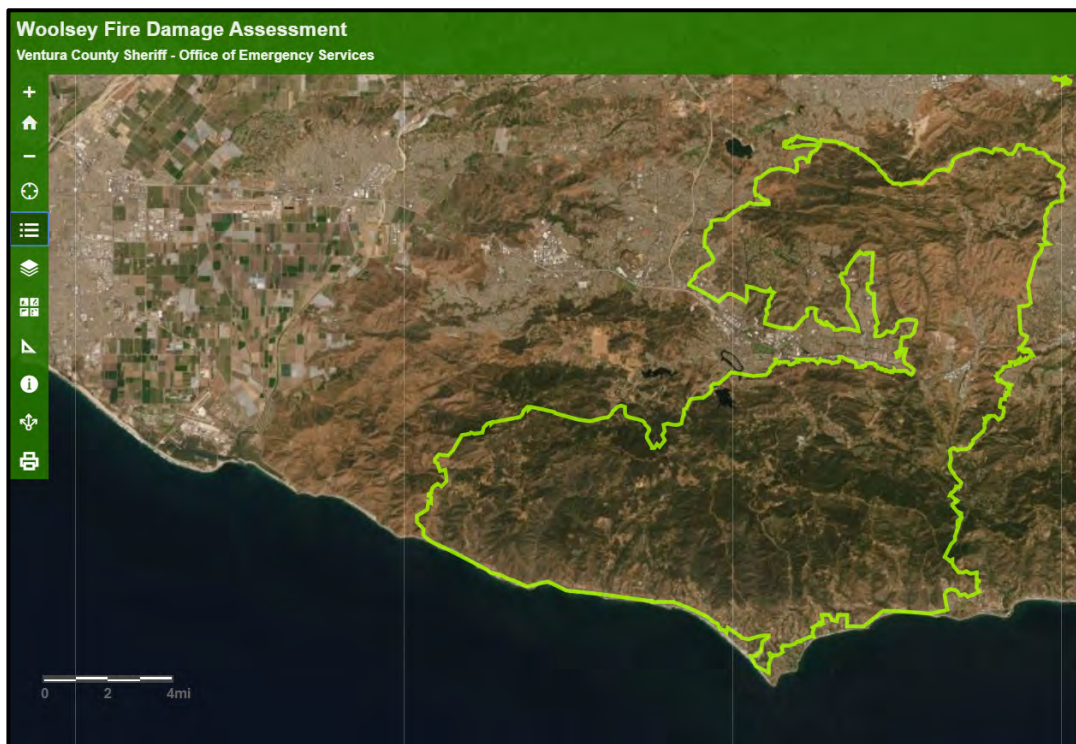 Woolsey Fire Damage Assessment
Ventura County Sheriff - Office of Emergency Services
0 2 4mi